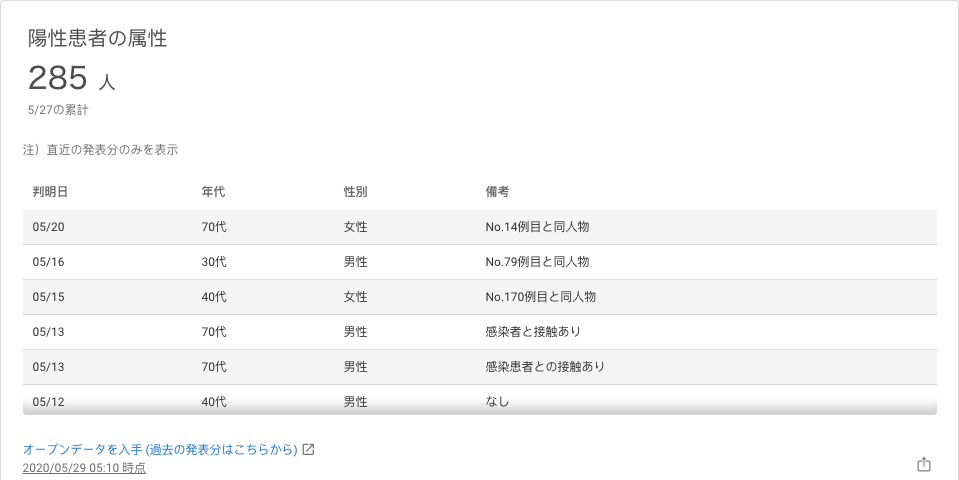 陽性患者の属性
285 人
5/27の累計
注）直近の発表分のみを表示
判明日 年代 性別 備考
05/20 70代 女性 No.14例目と同人物
05/16 30代 男性 No.79例目と同人物
05/15 40代 女性 No.170例目と同人物
05/13 70代 男性 感染者と接触あり
05/13 70代 男性 感染患者との接触あり
05/12 40代 男性 なし
オープンデータを入手 (過去の発表分はこちらから)
2020/05/29 05:10 時点